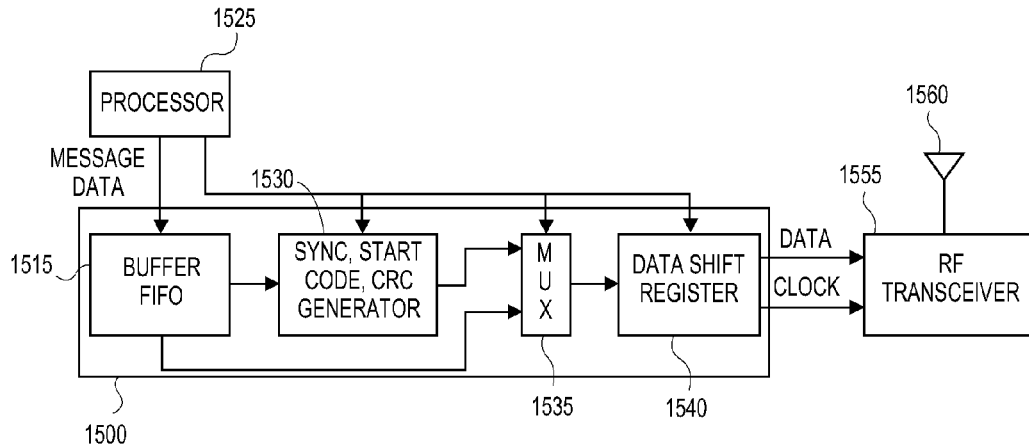 1525
PROCESSOR
1560
MESSAGE
DATA
1530
1555
1515
BUFFER
FIFO
SYNC, START
CODE, CRC
GENERATOR
M
U
X
DATA SHIFT
REGISTER
DATA
CLOCK
RF
TRANSCEIVER
1535
1540
1500